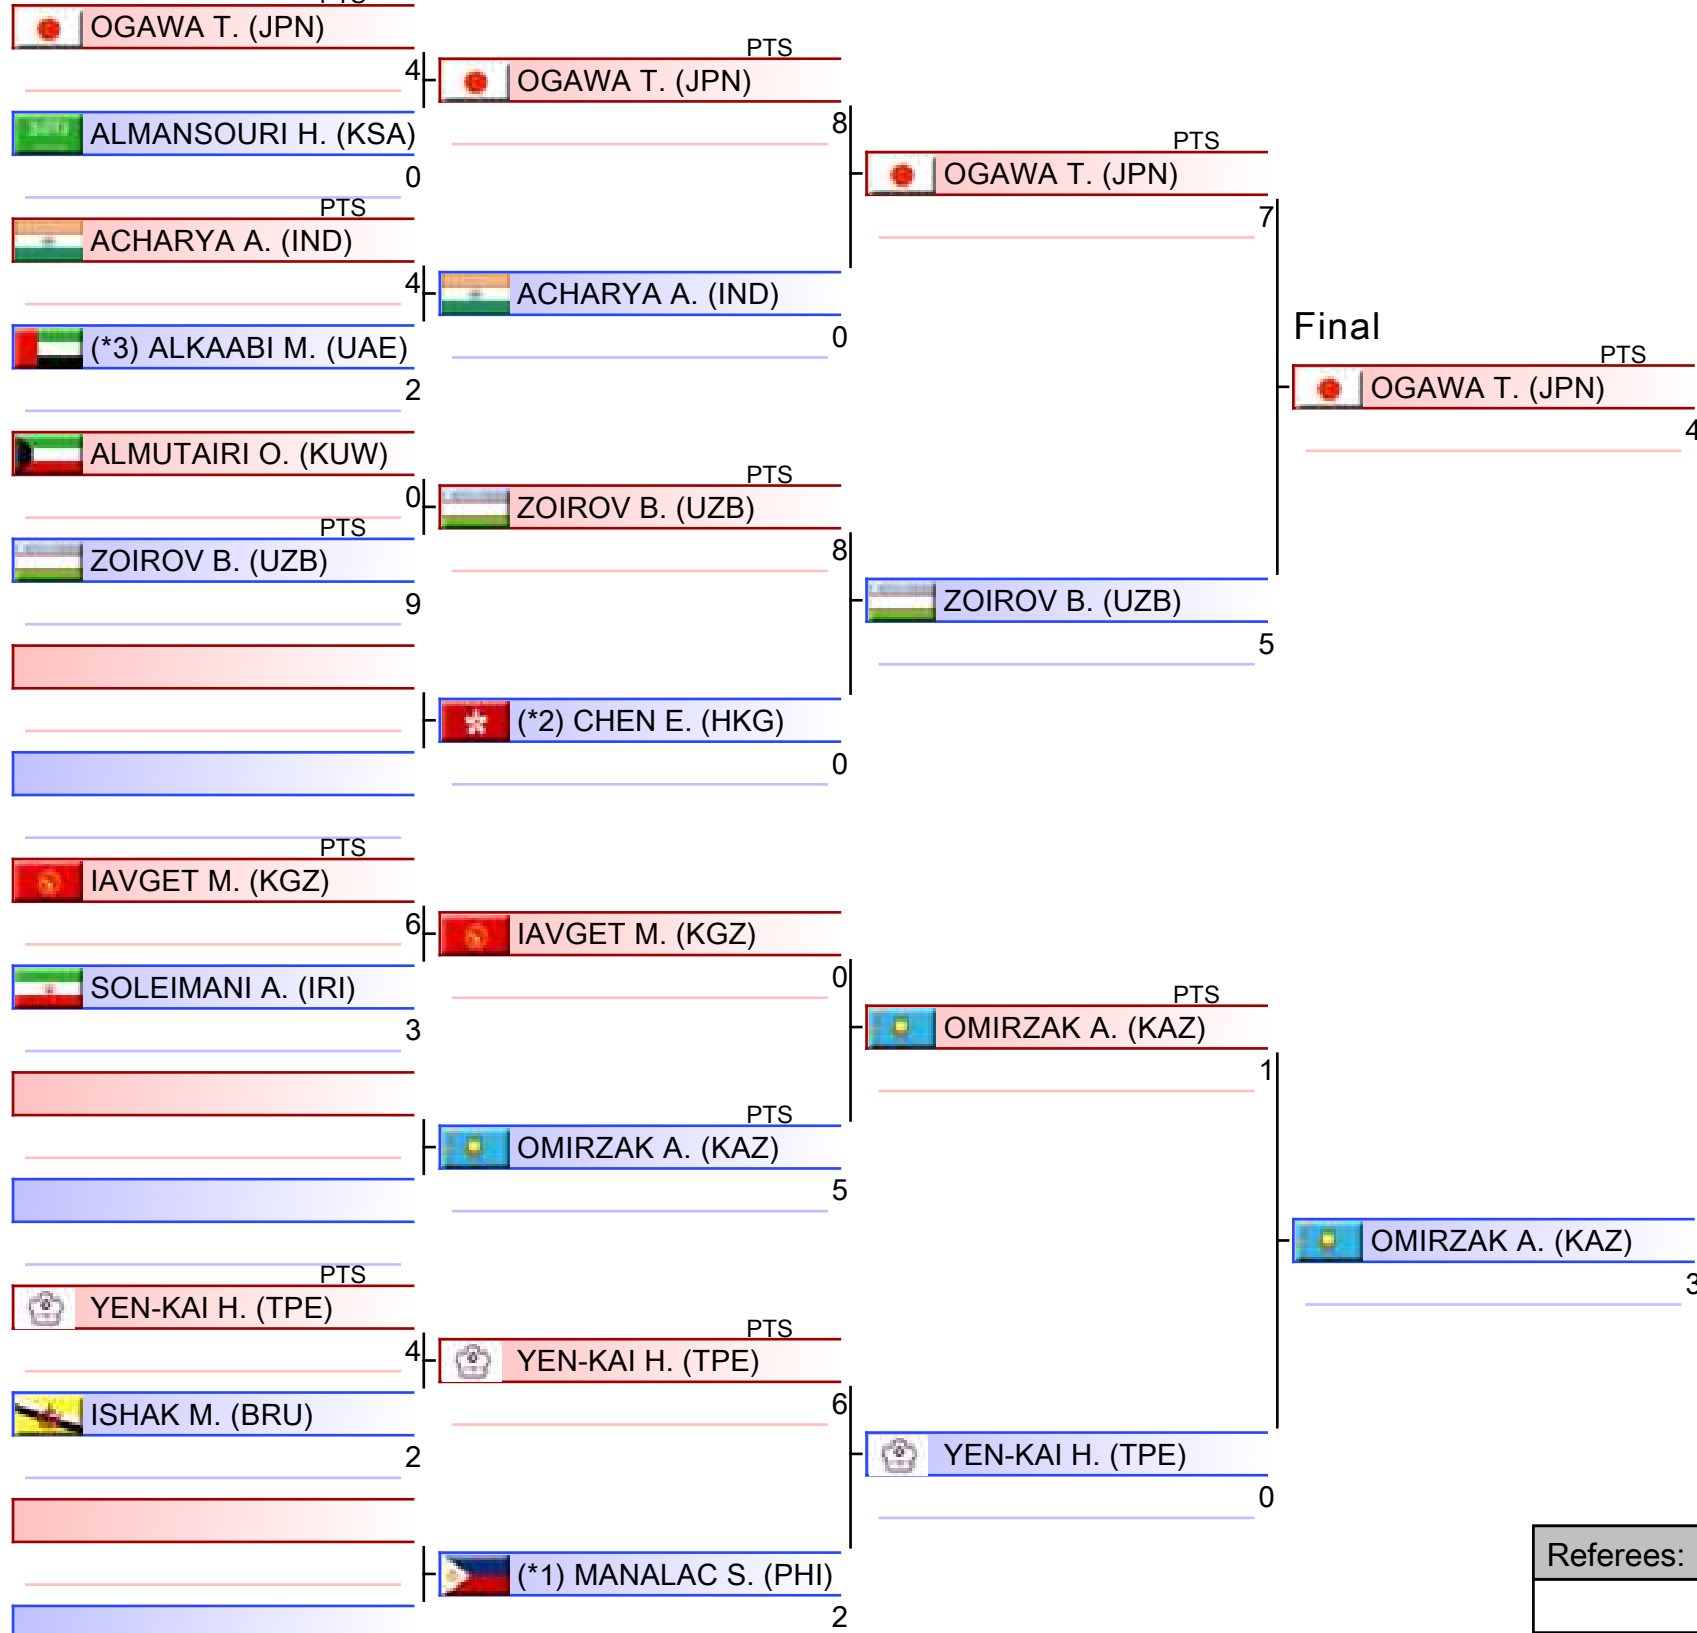 PTS
OGAWA T. (JPN)
4
ALMANSOURI H. (KSA)
0
PTS
ACHARYA A. (IND)
4
(*3) ALKAABI M. (UAE)
2
ALMUTAIRI O. (KUW)
0
PTS
ZOIROV B. (UZB)
9
PTS
IAVGET M. (KGZ)
6
SOLEIMANI A. (IRI)
3
PTS
YEN-KAI H. (TPE)
4
ISHAK M. (BRU)
2
PTS
OGAWA T. (JPN)
8
ACHARYA A. (IND)
0
PTS
ZOIROV B. (UZB)
8
(*2) CHEN E. (HKG)
0
IAVGET M. (KGZ)
0
PTS
OMIRZAK A. (KAZ)
5
PTS
YEN-KAI H. (TPE)
6
(*1) MANALAC S. (PHI)
2
PTS
OGAWA T. (JPN)
7
ZOIROV B. (UZB)
5
PTS
OMIRZAK A. (KAZ)
1
YEN-KAI H. (TPE)
0
Final
PTS
OGAWA T. (JPN)
4
OMIRZAK A. (KAZ)
3
Referees: